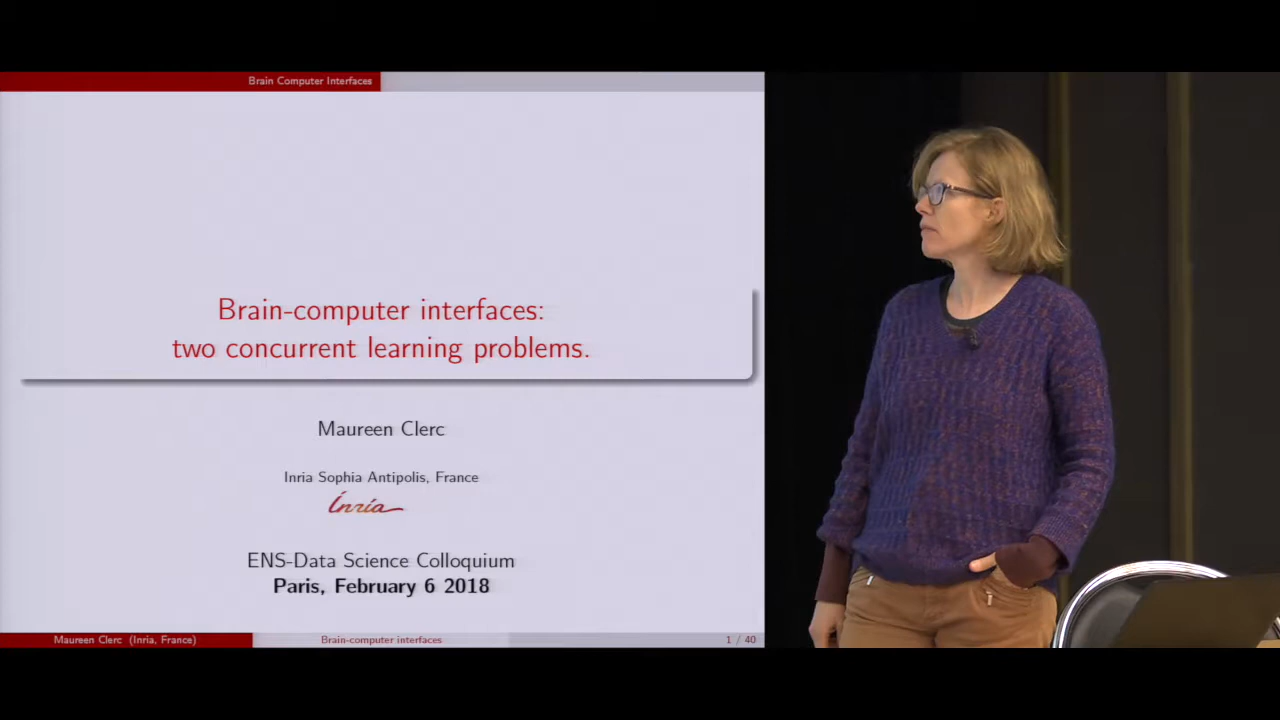 Brain Computer Interfaces
Brain-computer interfaces:
two concurrent learning problems.
Maureen Clerc
Inria Sophia Antipolis, France
Inria
ENS-Data Science Colloquium
Paris, February 6 2018
Maureen Clerc (Inria, France)
Brain-computer interfaces
1 / 40